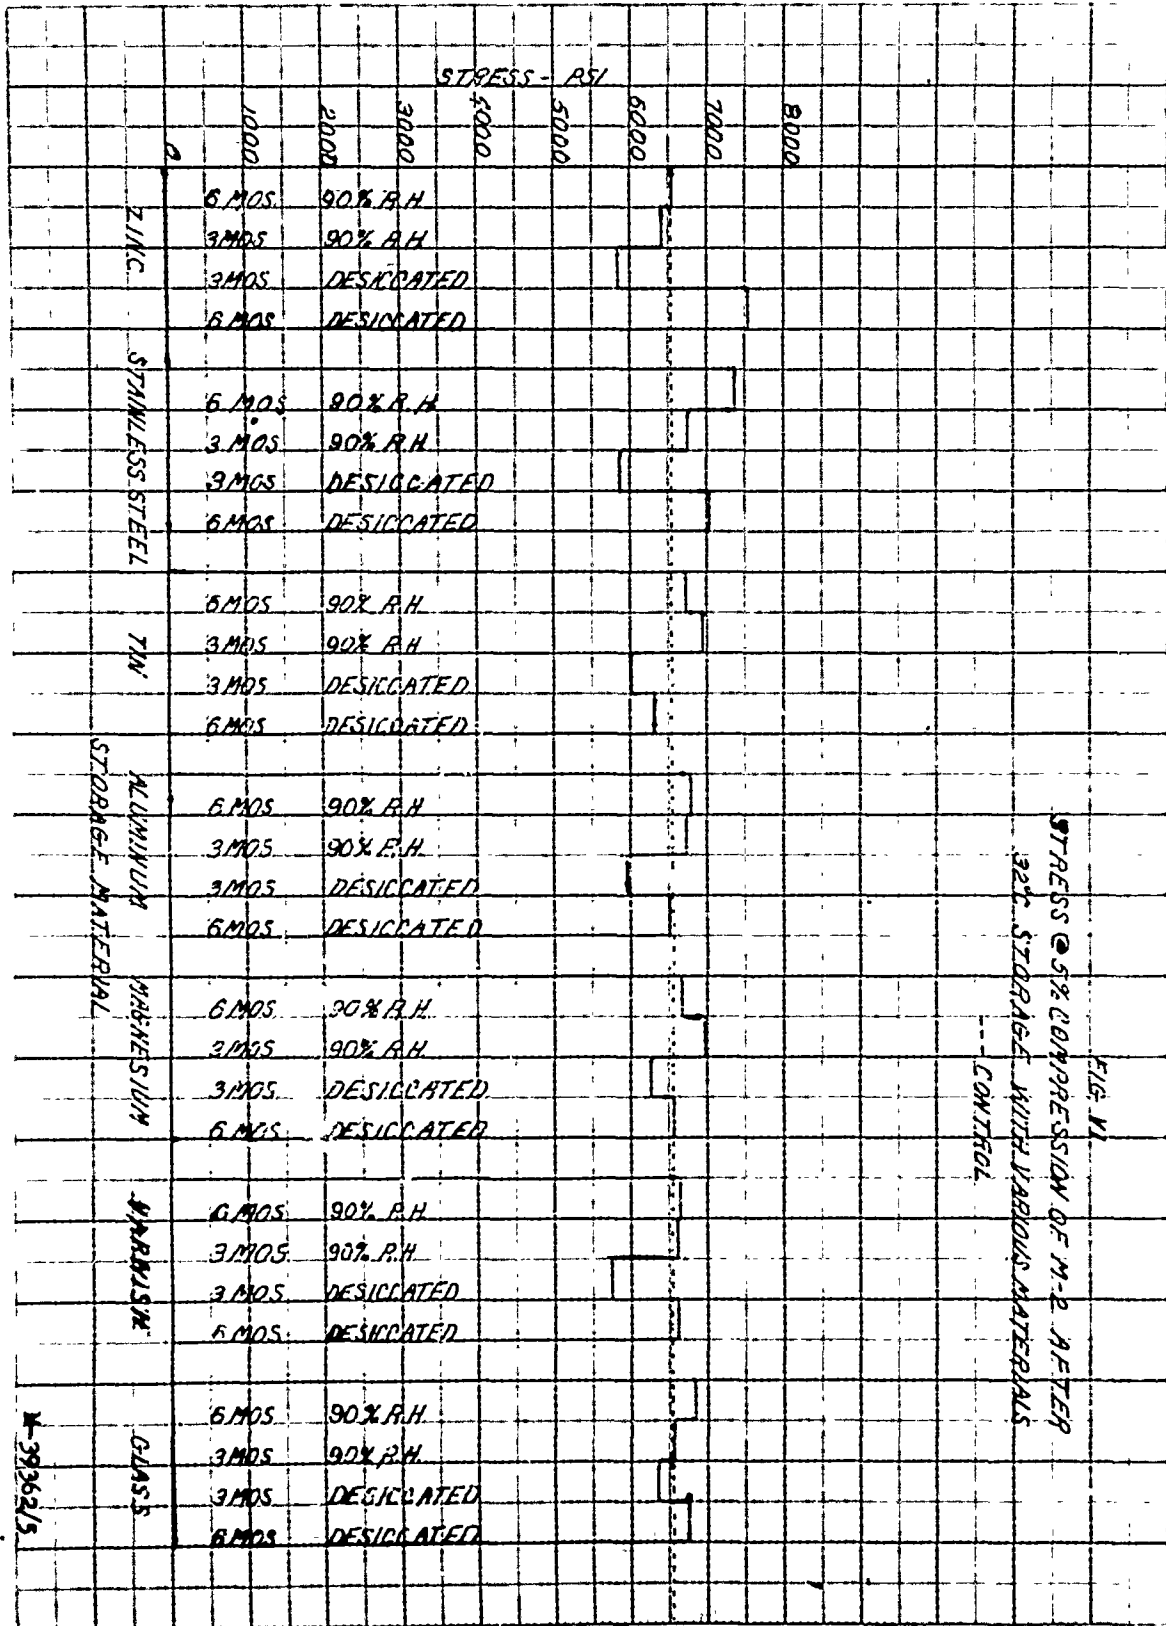 FIG VI
STRESS @ 5% COMPRESSION OF M-2 AFTER
32°C STORAGE WITH VARIOUS MATERIALS
--- CONTROL
STRESS - PSI
0
1000
2000
3000
4000
5000
6000
7000
8000
ZINC
6 MOS 90% R.H.
3 MOS 90% R.H.
3 MOS DESICCATED
6 MOS DESICCATED
STAINLESS STEEL
6 MOS 90% R.H.
3 MOS 90% R.H.
3 MOS DESICCATED
6 MOS DESICCATED
TIN
6 MOS 90% R.H.
3 MOS 90% R.H.
3 MOS DESICCATED
6 MOS DESICCATED
ALUMINUM
6 MOS 90% R.H.
3 MOS 90% R.H.
3 MOS DESICCATED
6 MOS DESICCATED
MAGNESIUM
6 MOS 90% R.H.
3 MOS 90% R.H.
3 MOS DESICCATED
6 MOS DESICCATED
VARNISH
6 MOS 90% R.H.
3 MOS 90% R.H.
3 MOS DESICCATED
6 MOS DESICCATED
GLASS
6 MOS 90% R.H.
3 MOS 90% R.H.
3 MOS DESICCATED
6 MOS DESICCATED
STORAGE MATERIAL
M-39362/5